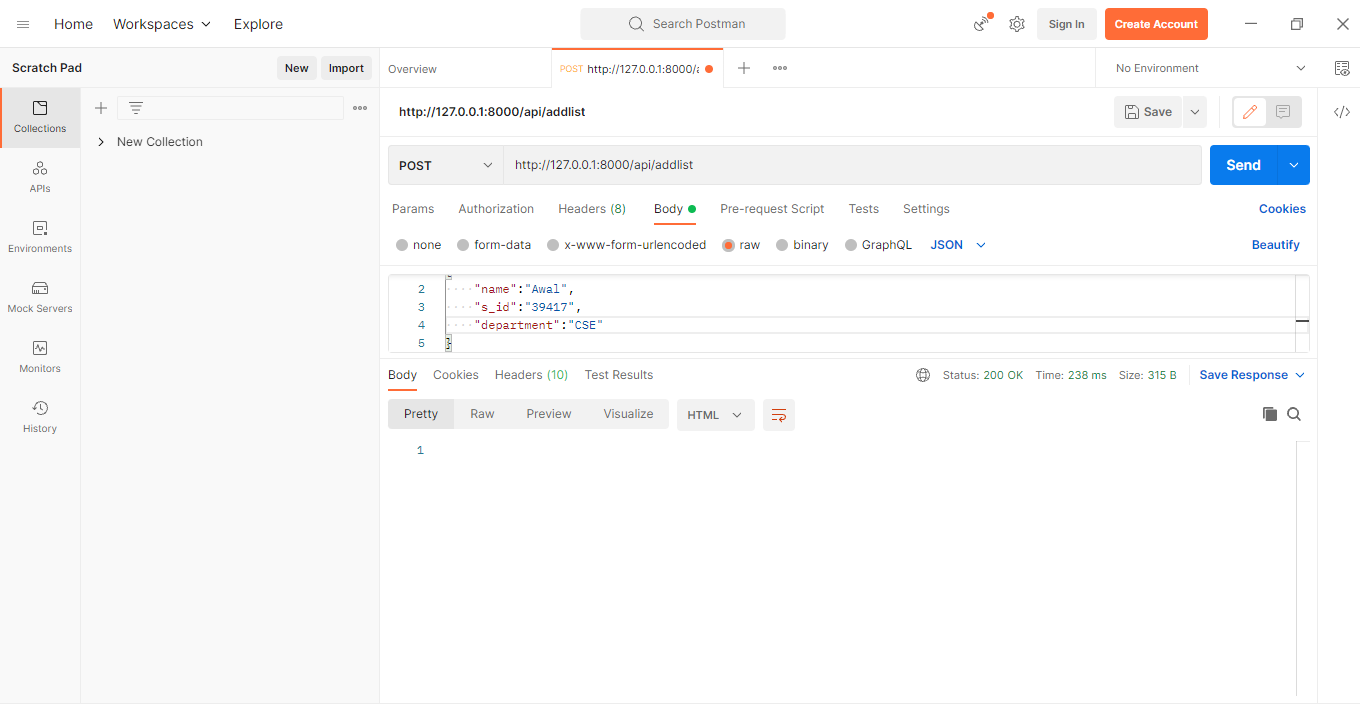 Home Workspaces Explore Search Postman Sign In Create Account
Scratch Pad New Import Overview POST http://127.0.0.1:8000/a No Environment
Collections
New Collection
http://127.0.0.1:8000/api/addlist Save
POST http://127.0.0.1:8000/api/addlist Send
APIs
Params Authorization Headers (8) Body Pre-request Script Tests Settings Cookies
none form-data x-www-form-urlencoded raw binary GraphQL JSON Beautify
Environments
2 "name":"Awal",
3 "s_id":"39417",
4 "department":"CSE"
5 }
Mock Servers
Monitors
Body Cookies Headers (10) Test Results Status: 200 OK Time: 238 ms Size: 315 B Save Response
Pretty Raw Preview Visualize HTML
History
1